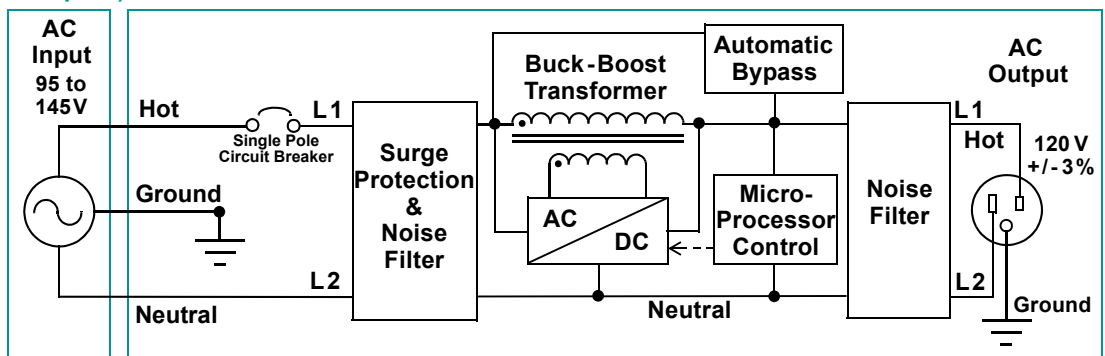 AC
Input
95 to
145V
Hot
L1
Single Pole
Circuit Breaker
Ground
L2
Neutral
Surge
Protection
&
Noise
Filter
Buck-Boost
Transformer
Automatic
Bypass
AC
DC
Micro-
Processor
Control
Neutral
Noise
Filter
AC
Output
L1
Hot
120 V
+/-3%
L2
Ground